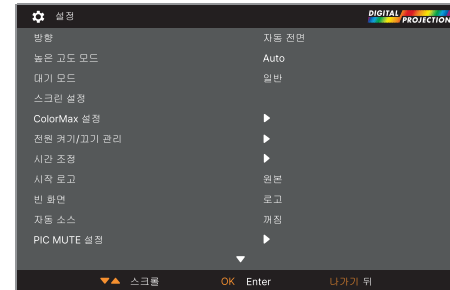 설정
DIGITAL PROJECTION
방향 자동 전면
높은 고도 모드 Auto
대기 모드 일반
스크린 설정
ColorMax 설정
전원 켜기/끄기 관리
시간 조정
시작 로고 원본
빈 화면 로고
자동 소스 꺼짐
PIC MUTE 설정
스크롤 OK Enter 나가기 뒤